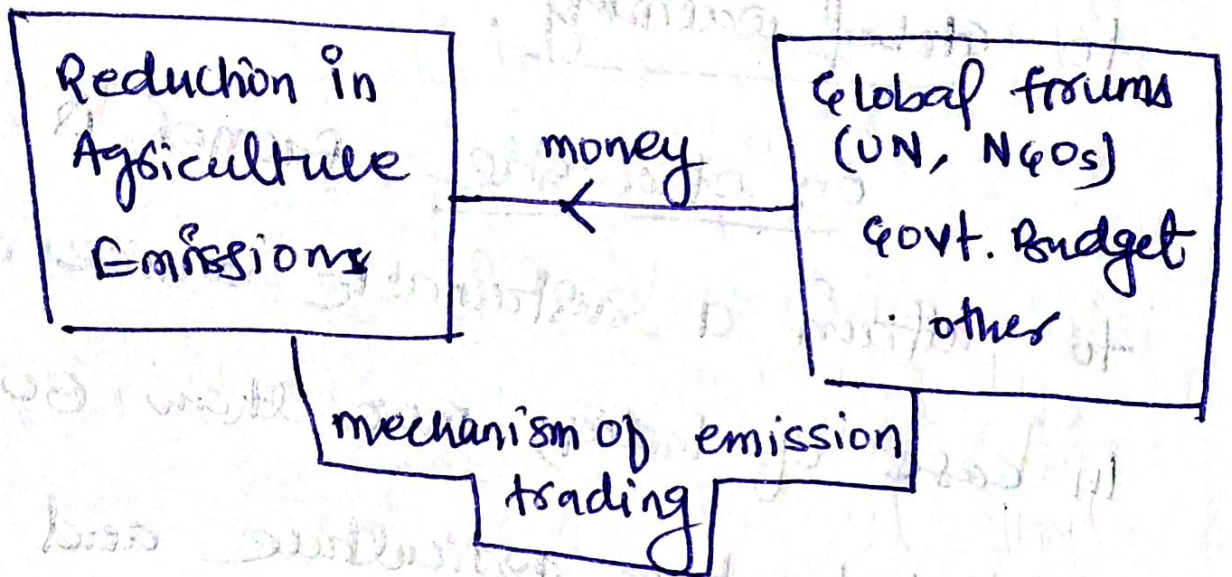 Reduction in
Agriculture
Emissions
money
Global forums
(UN, NGOs)
Govt. Budget
. other
mechanism of emission
trading